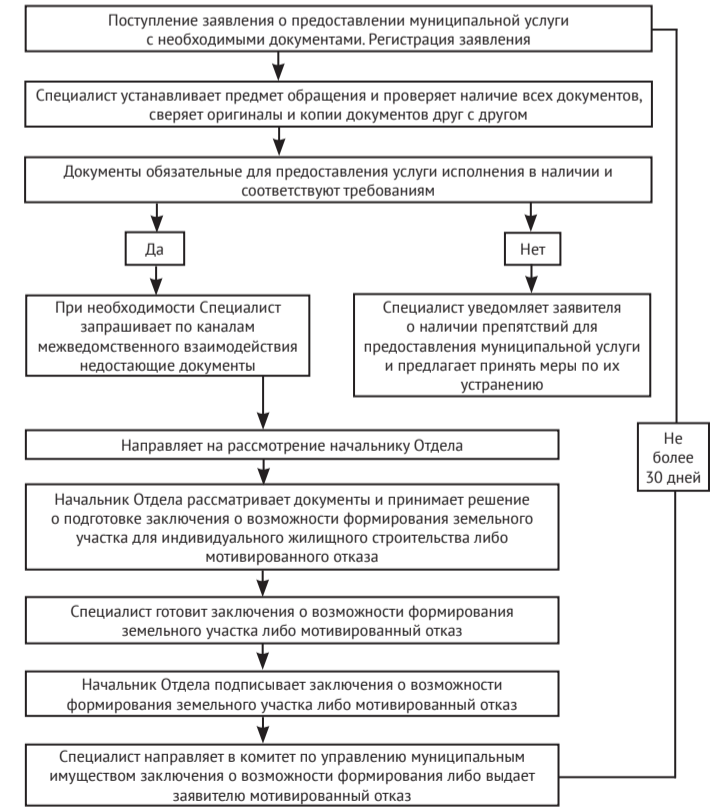 Поступление заявления о предоставлении муниципальной услуги
с необходимыми документами. Регистрация заявления
Специалист устанавливает предмет обращения и проверяет наличие всех документов,
сверяет оригиналы и копии документов друг с другом
Документы обязательные для предоставления услуги исполнения в наличии и
соответствуют требованиям
Да
Нет
При необходимости Специалист
запрашивает по каналам
межведомственного взаимодействия
недостающие документы
Специалист уведомляет заявителя
о наличии препятствий для
предоставления муниципальной услуги
и предлагает принять меры по их
устранению
Не
более
30 дней
Направляет на рассмотрение начальнику Отдела
Начальник Отдела рассматривает документы и принимает решение
о подготовке заключения о возможности формирования земельного
участка для индивидуального жилищного строительства либо
мотивированного отказа
Специалист готовит заключения о возможности формирования
земельного участка либо мотивированный отказ
Начальник Отдела подписывает заключения о возможности
формирования земельного участка либо мотивированный отказ
Специалист направляет в комитет по управлению муниципальным
имуществом заключения о возможности формирования либо выдает
заявителю мотивированный отказ